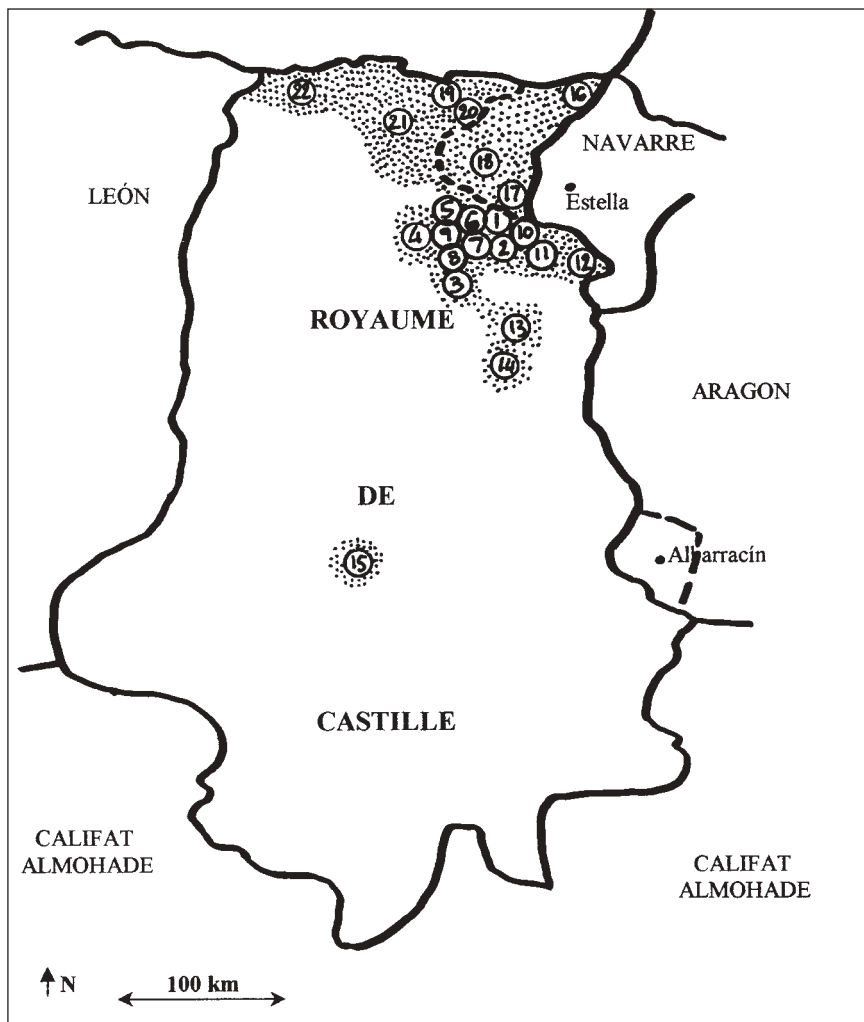 22
19
20
16
21
18
NAVARRE
LEÓN
17
Estella
5
6
1
10
4
9
7
2
11
12
8
3
ROYAUME
13
14
ARAGON
DE
15
Albarracín
CASTILLE
CALIFAT
ALMOHADE
CALIFAT
ALMOHADE
N
100 km